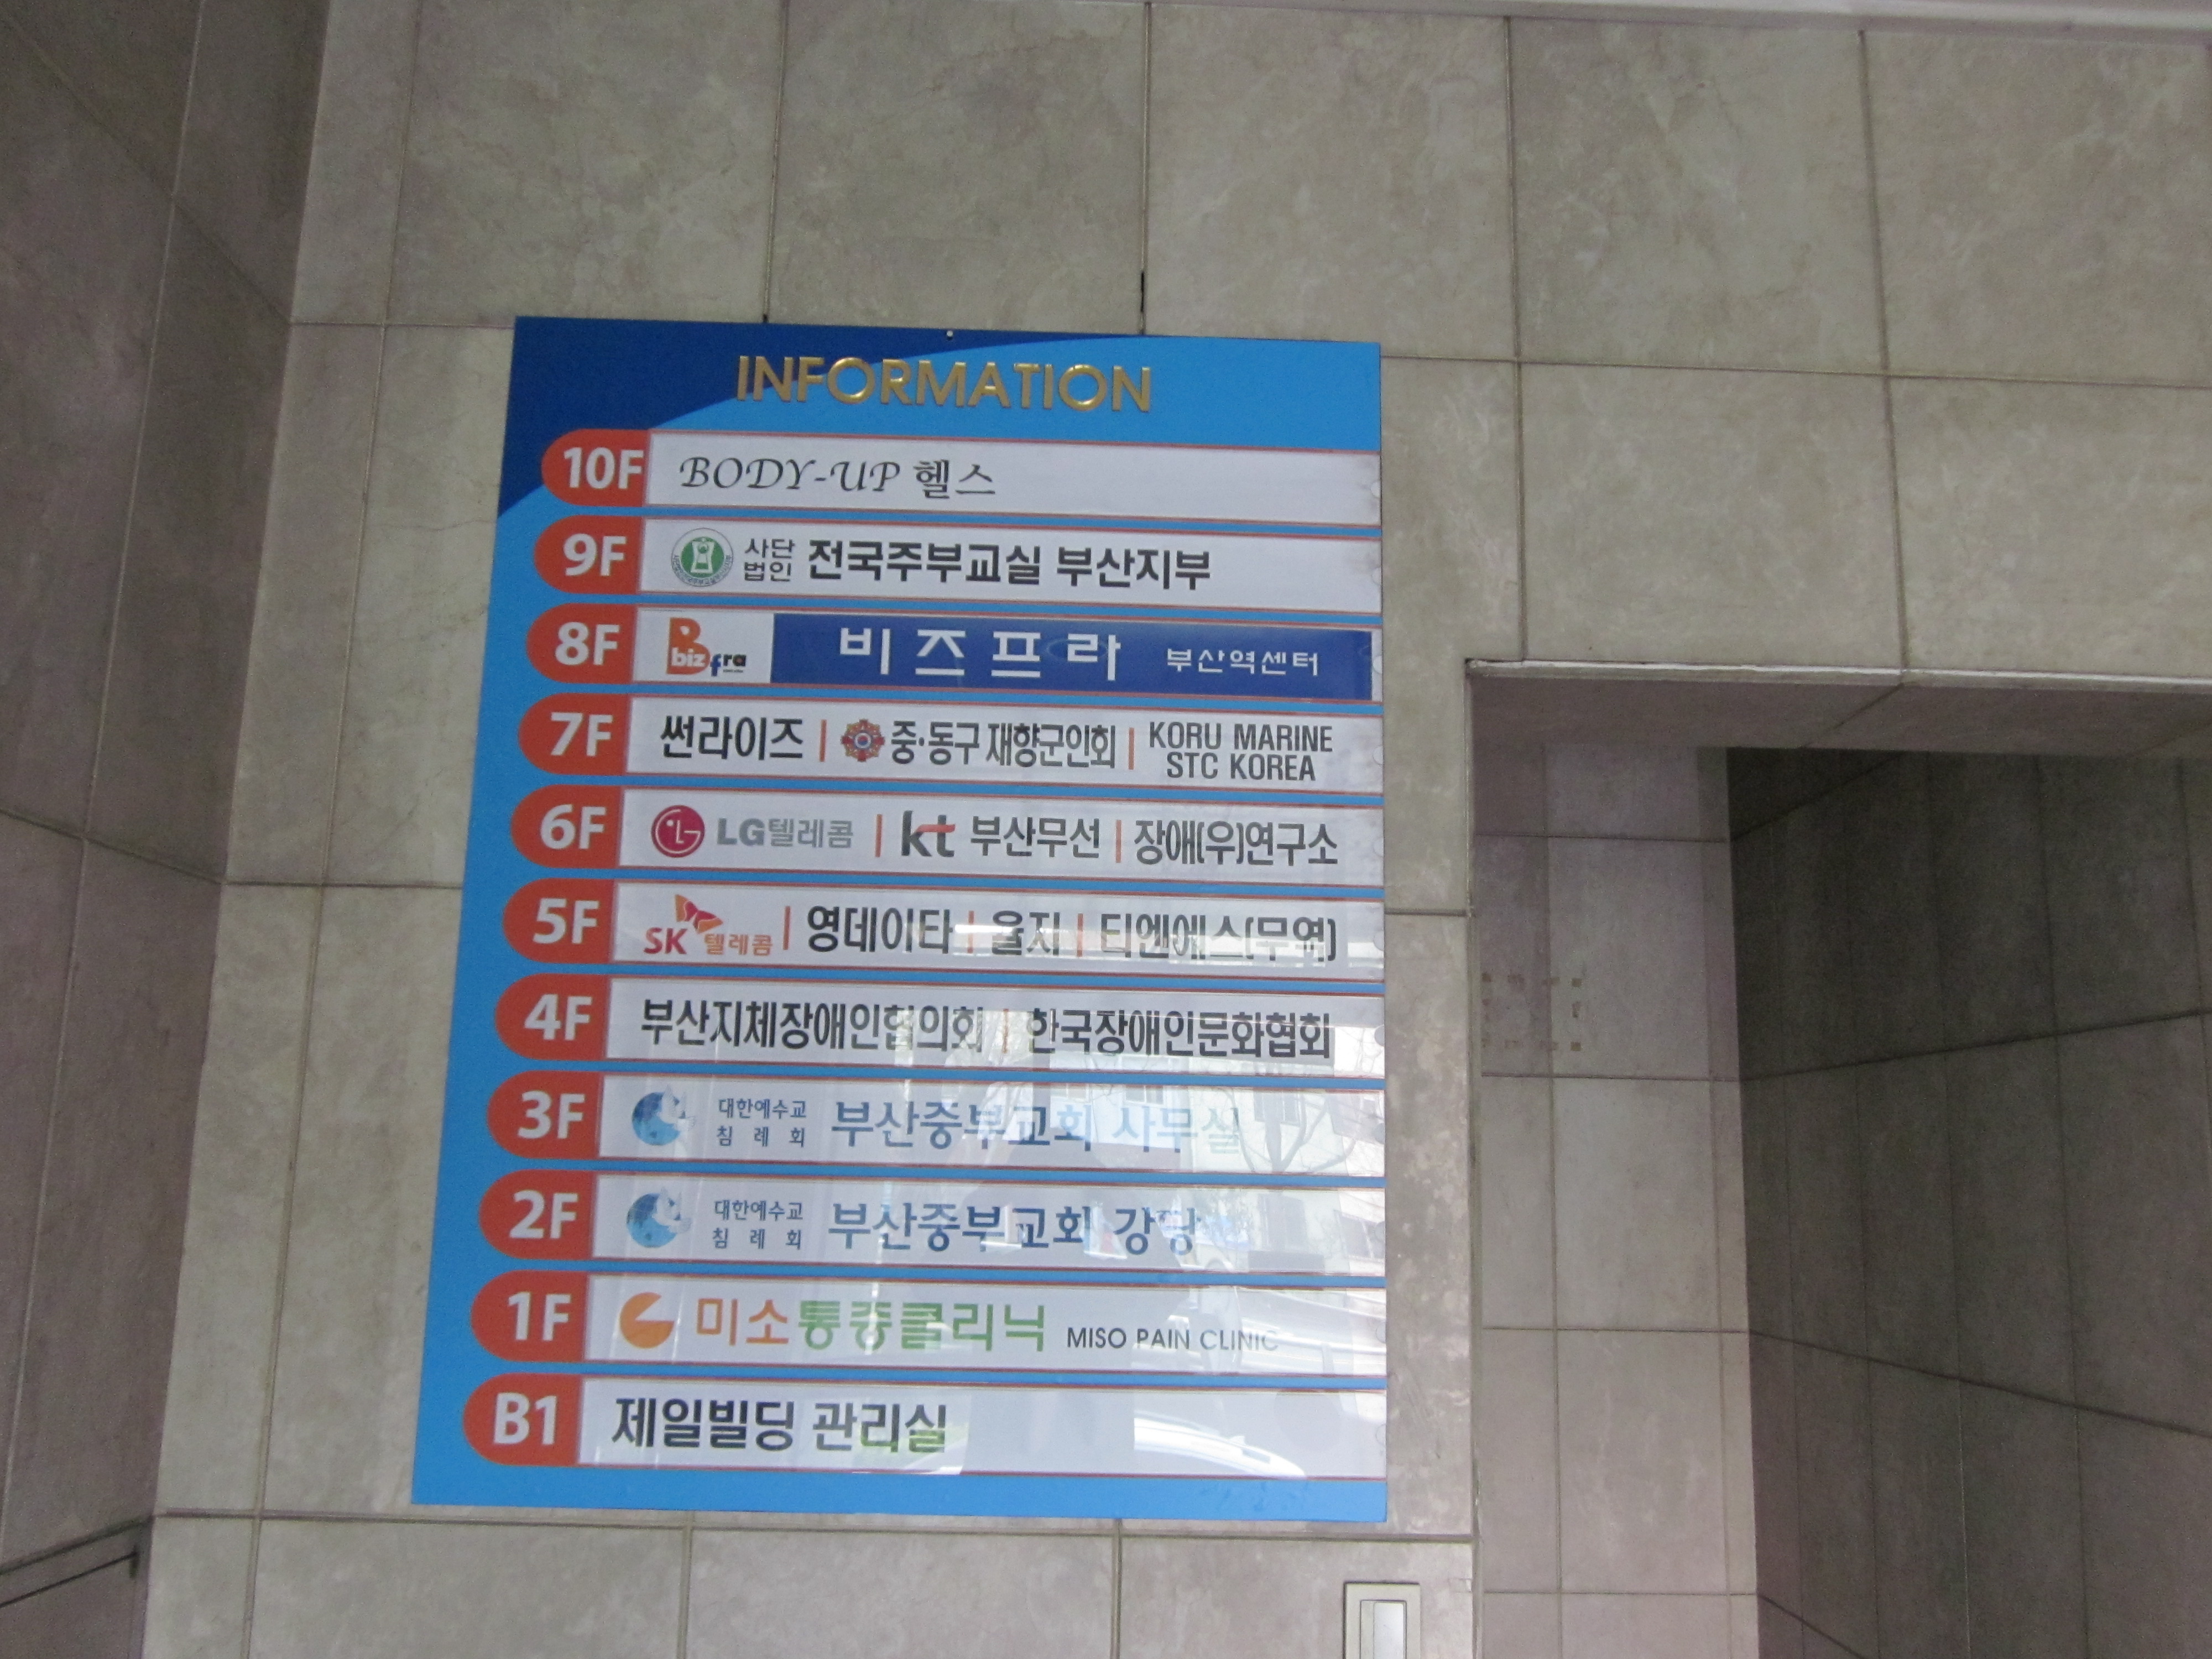 INFORMATION
10F BODY-UP 헬스
9F 사단법인 전국주부교실 부산지부
8F Bizfra 비즈프라 부산역센터
7F 썬라이즈 | 중·동구 재향군인회 | KORU MARINE STC KOREA
6F LG텔레콤 | kt 부산무선 | 장애(우)연구소
5F SK 텔레콤 | 영데이타 | 율지 | 티엔에스(무역)
4F 부산지체장애인협의회 | 한국장애인문화협회
3F 대한예수교침례회 부산중부교회 사무실
2F 대한예수교침례회 부산중부교회 강당
1F 미소통증클리닉 MISO PAIN CLINIC
B1 제일빌딩 관리실